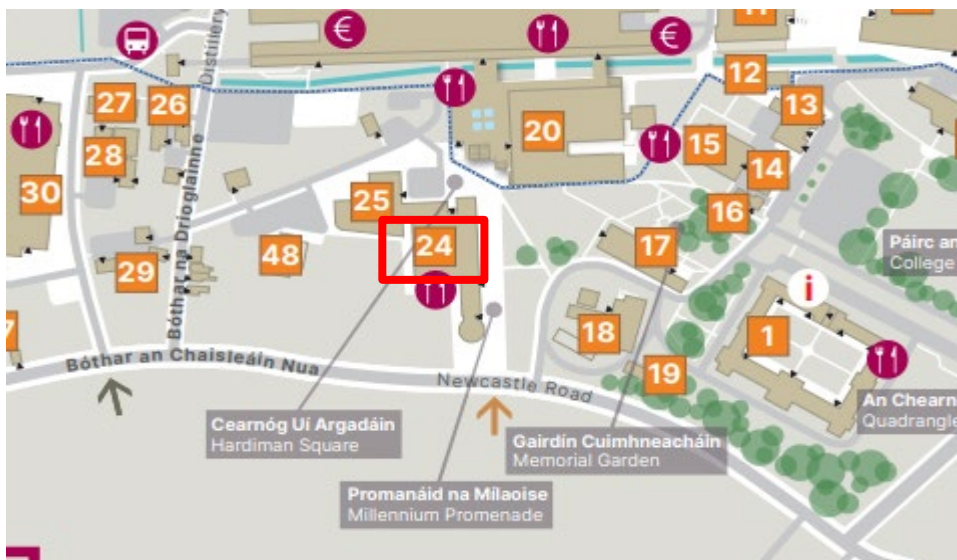 12
13
27
26
28
20
15
14
30
25
16
24
17
29
48
18
1
19
i
€
€
Distillery
Bóthar na Drioglainne
Bóthar an Chaisleáin Nua
Newcastle Road
Páirc an
College
An Chearn
Quadrangle
Cearnóg Uí Argadáin
Hardiman Square
Gairdín Cuimhneacháin
Memorial Garden
Promanáid na Mílaoise
Millennium Promenade